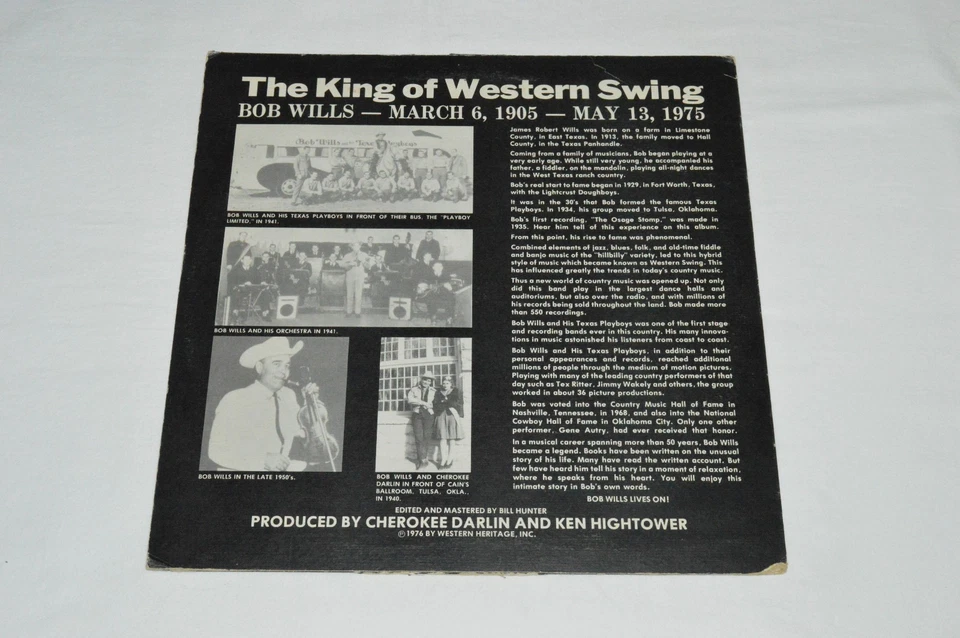 The King of Western Swing
BOB WILLS — MARCH 6, 1905 — MAY 13, 1975
Bob Wills and his Texas Playboys
BOB WILLS AND HIS TEXAS PLAYBOYS IN FRONT OF THEIR BUS, THE "PLAYBOY
LIMITED," IN 1941.
BOB WILLS AND HIS ORCHESTRA IN 1941.
BOB WILLS IN THE LATE 1950's.
BOB WILLS AND CHEROKEE
DARLIN IN FRONT OF CAIN'S
BALLROOM, TULSA, OKLA.,
IN 1940.
James Robert Wills was born on a farm in Limestone
County, in East Texas. In 1913, the family moved to Hall
County, in the Texas Panhandle.
Coming from a family of musicians, Bob began playing at a
very early age. While still very young, he accompanied his
father, a fiddler, on the mandolin, playing all-night dances
in the West Texas ranch country.
Bob's real start to fame began in 1929, in Fort Worth, Texas,
with the Lightcrust Doughboys.
It was in the 30's that Bob formed the famous Texas
Playboys. In 1934, his group moved to Tulsa, Oklahoma.
Bob's first recording, "The Osage Stomp," was made in
1935. Hear him tell of this experience on this album.
From this point, his rise to fame was phenomenal.
Combined elements of jazz, blues, folk, and old-time fiddle
and banjo music of the "hillbilly" variety, led to this hybrid
style of music which became known as Western Swing. This
has influenced greatly the trends in today's country music.
Thus a new world of country music was opened up. Not only
did this band play in the largest dance halls and
auditoriums, but also over the radio, and with millions of
his records being sold throughout the land. Bob made more
than 550 recordings.
Bob Wills and His Texas Playboys was one of the first stage
and recording bands ever in this country. His many innova-
tions in music astonished his listeners from coast to coast.
Bob Wills and His Texas Playboys, in addition to their
personal appearances and records, reached additional
millions of people through the medium of motion pictures.
Playing with many of the leading country performers of that
day such as Tex Ritter, Jimmy Wakely and others, the group
worked in about 36 picture productions.
Bob was voted into the Country Music Hall of Fame in
Nashville, Tennessee, in 1968, and also into the National
Cowboy Hall of Fame in Oklahoma City. Only one other
performer, Gene Autry, had ever received that honor.
In a musical career spanning more than 50 years, Bob Wills
became a legend. Books have been written on the unusual
story of his life. Many have read the written account. But
few have heard him tell his story in a moment of relaxation,
where he speaks from his heart. You will enjoy this
intimate story in Bob's own words.
BOB WILLS LIVES ON!
EDITED AND MASTERED BY BILL HUNTER
PRODUCED BY CHEROKEE DARLIN AND KEN HIGHTOWER
℗ 1976 BY WESTERN HERITAGE, INC.